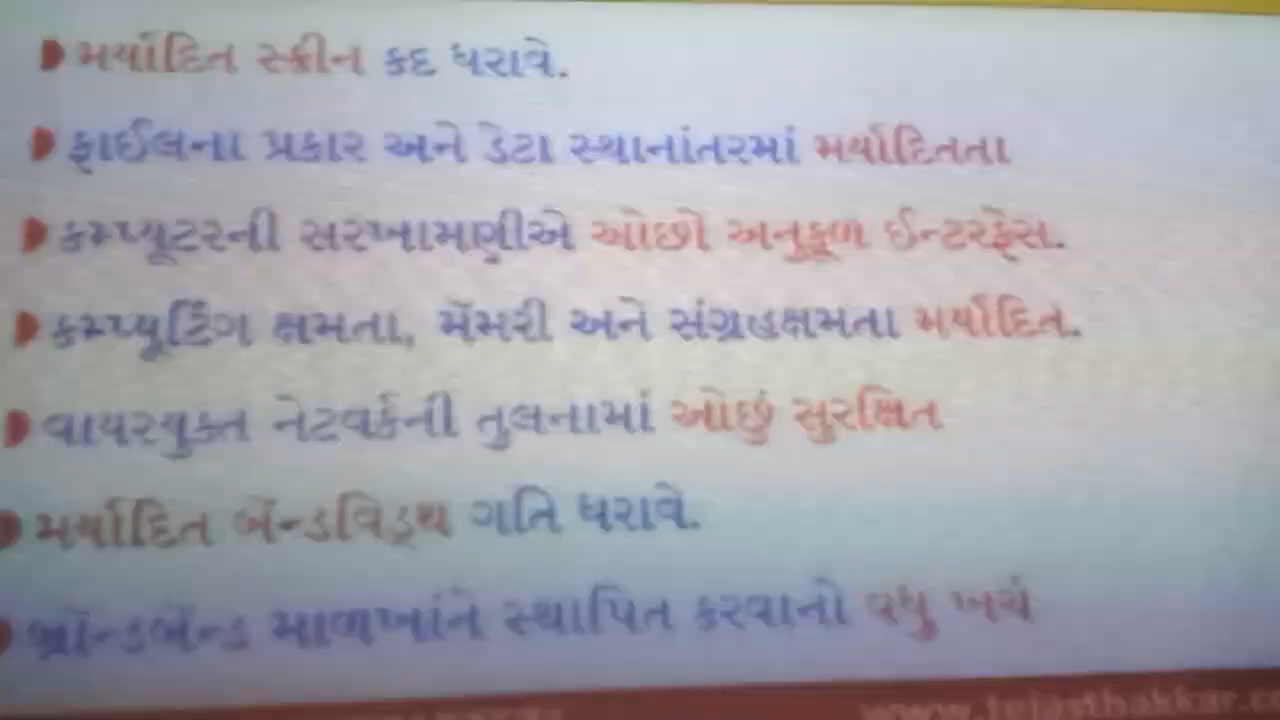 મર્યાદિત સ્ક્રીન કદ ધરાવે.
ફાઈલના પ્રકાર અને ડેટા સ્થાનાંતરમાં મર્યાદિતતા
કમ્પ્યૂટરની સરખામણીએ ઓછો અનુકૂળ ઈન્ટરફેસ.
કમ્પ્યૂટિંગ ક્ષમતા, મૅમરી અને સંગ્રહક્ષમતા મર્યાદિત.
વાયરયુક્ત નેટવર્કની તુલનામાં ઓછું સુરક્ષિત
મર્યાદિત બૅન્ડવિડ્થ ગતિ ધરાવે.
બ્રૉન્ડબૅન્ડ માળખાંને સ્થાપિત કરવાનો વધુ ખર્ચ